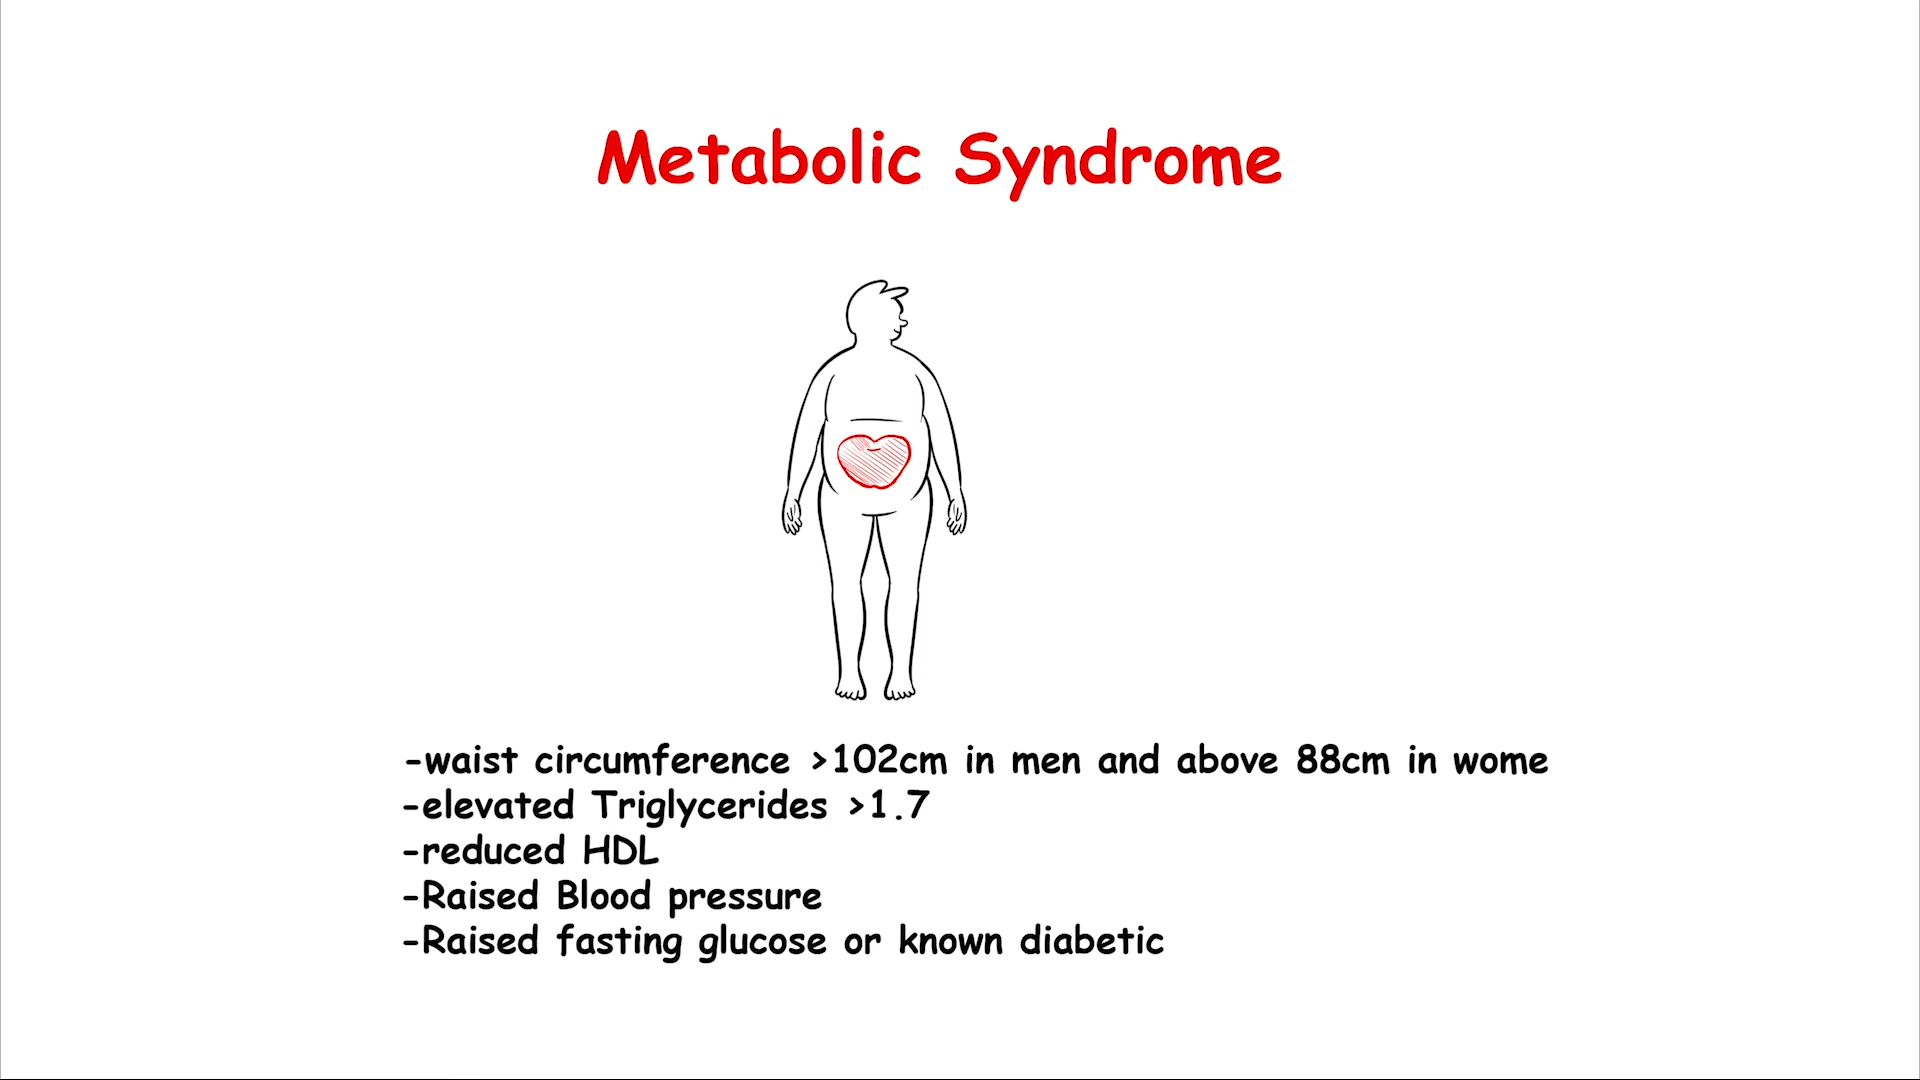 Metabolic Syndrome
-waist circumference >102cm in men and above 88cm in wome
-elevated Triglycerides >1.7
-reduced HDL
-Raised Blood pressure
-Raised fasting glucose or known diabetic